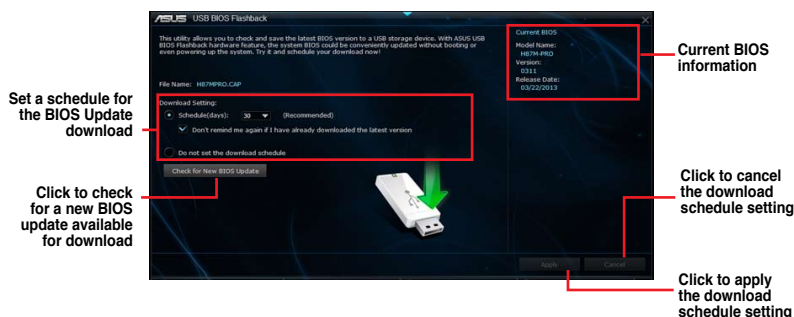 ASUS USB BIOS Flashback
This utility allows you to check and save the latest BIOS version to a USB storage device. With ASUS USB
BIOS Flashback hardware feature, the system BIOS could be conveniently updated without booting or
even powering up the system. Try it and schedule your download now!
File Name: H87MPRO.CAP
Download Setting:
Schedule(days): 30 (Recommended)
Don't remind me again if I have already downloaded the latest version
Do not set the download schedule
Check for New BIOS Update
Current BIOS
Model Name:
H87M-PRO
Version:
0311
Release Date:
03/22/2013
Apply
Cancel
Set a schedule for
the BIOS Update
download
Click to check
for a new BIOS
update available
for download
Current BIOS
information
Click to cancel
the download
schedule setting
Click to apply
the download
schedule setting